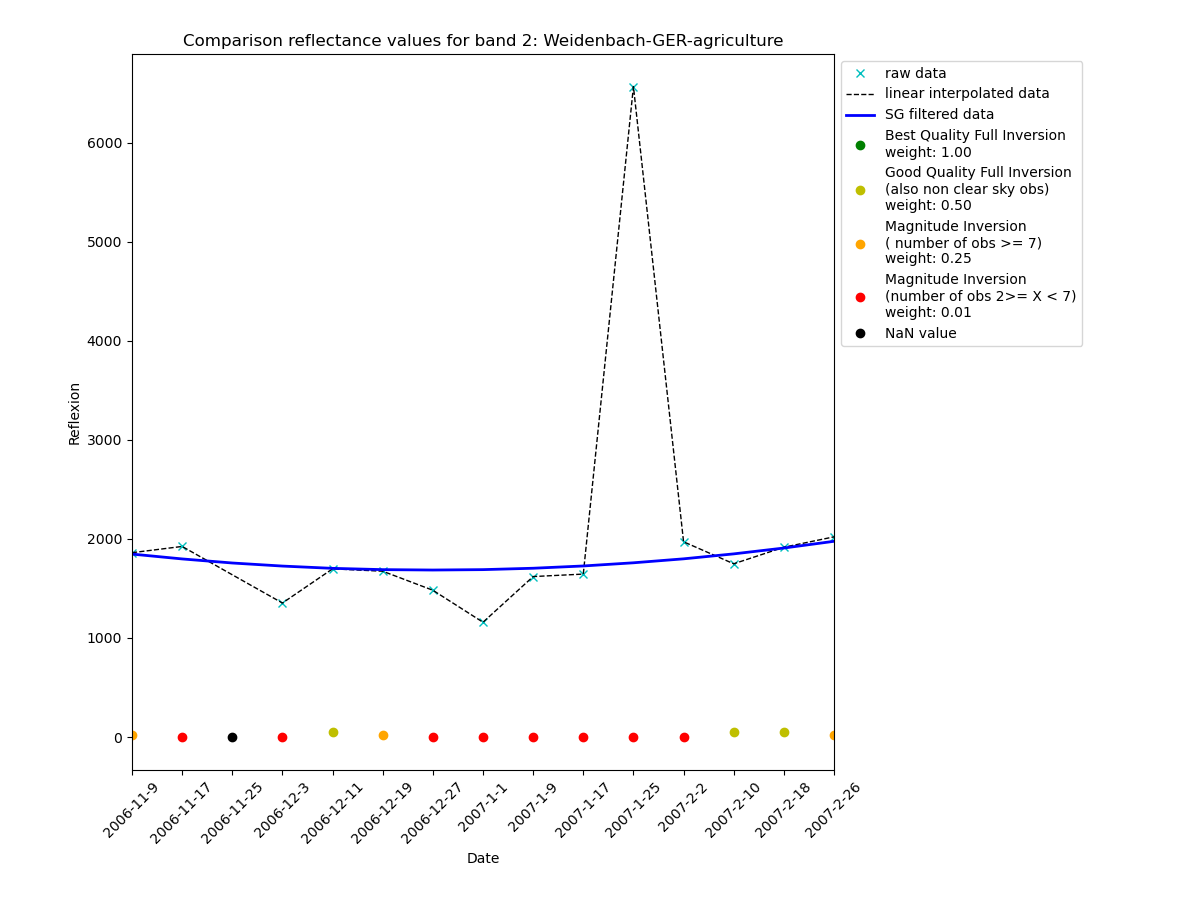 Comparison reflectance values for band 2: Weidenbach-GER-agriculture
raw data
linear interpolated data
SG filtered data
Best Quality Full Inversion
weight: 1.00
Good Quality Full Inversion
(also non clear sky obs)
weight: 0.50
Magnitude Inversion
( number of obs >= 7)
weight: 0.25
Magnitude Inversion
(number of obs 2>= X < 7)
weight: 0.01
NaN value
Reflexion
6000
5000
4000
3000
2000
1000
0
2006-11-9
2006-11-17
2006-11-25
2006-12-3
2006-12-11
2006-12-19
2006-12-27
2007-1-1
2007-1-9
2007-1-17
2007-1-25
2007-2-2
2007-2-10
2007-2-18
2007-2-26
Date